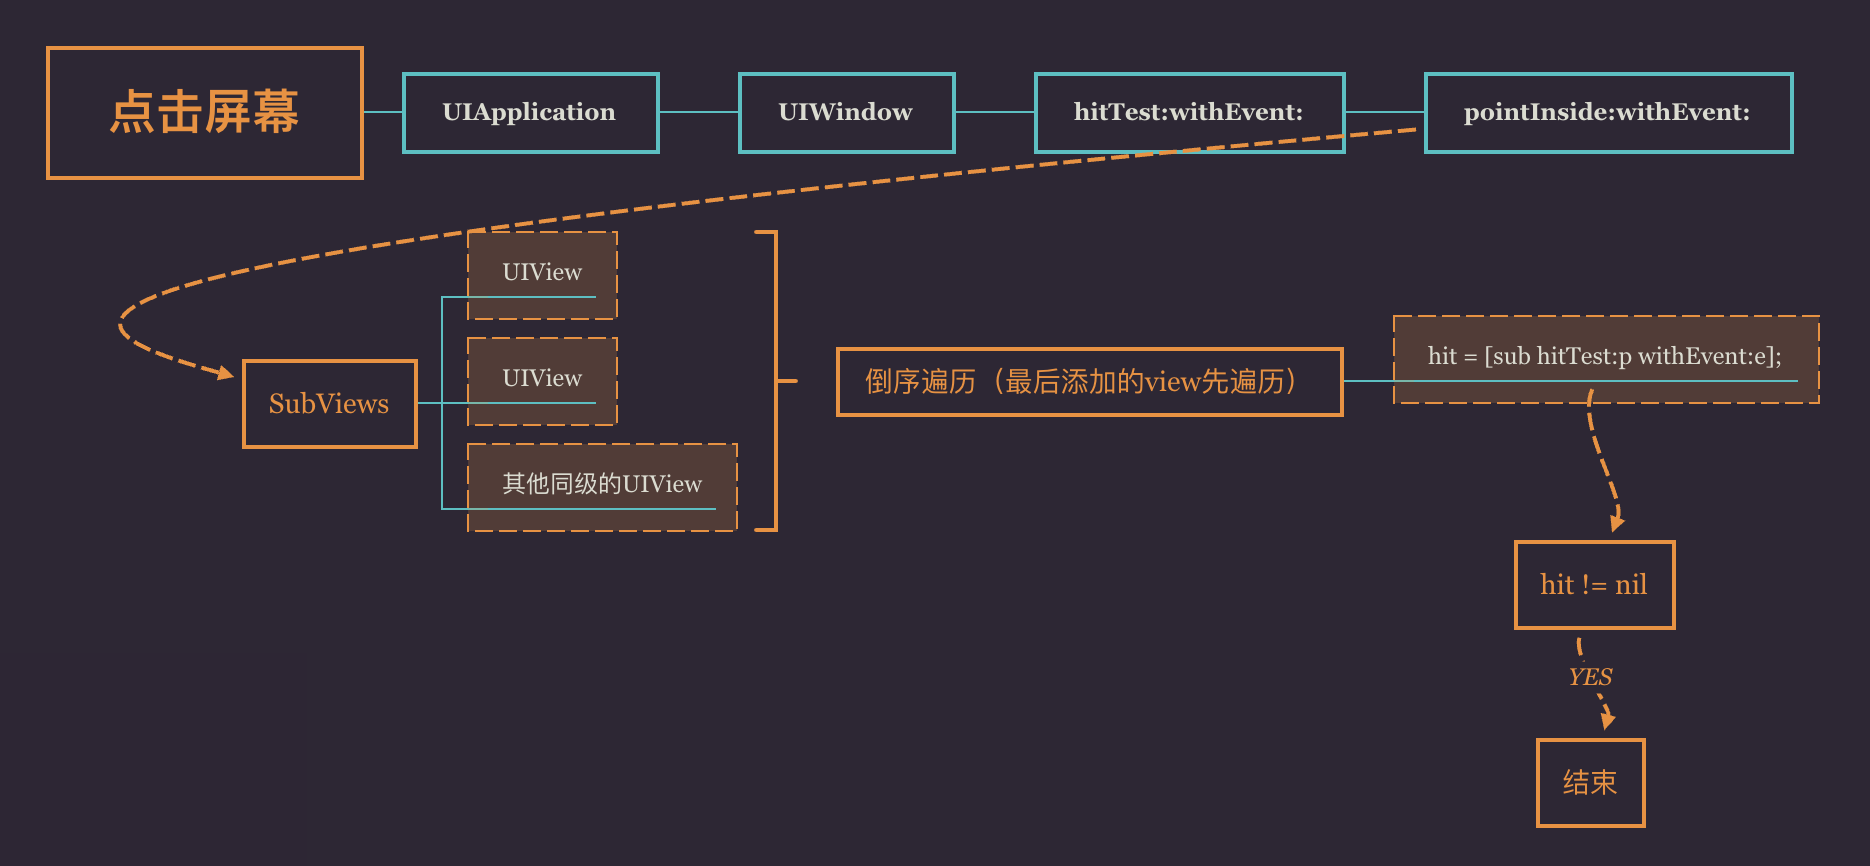 点击屏幕
UIApplication
UIWindow
hitTest:withEvent:
pointInside:withEvent:
SubViews
UIView
UIView
其他同级的UIView
倒序遍历（最后添加的view先遍历）
hit = [sub hitTest:p withEvent:e];
hit != nil
YES
结束